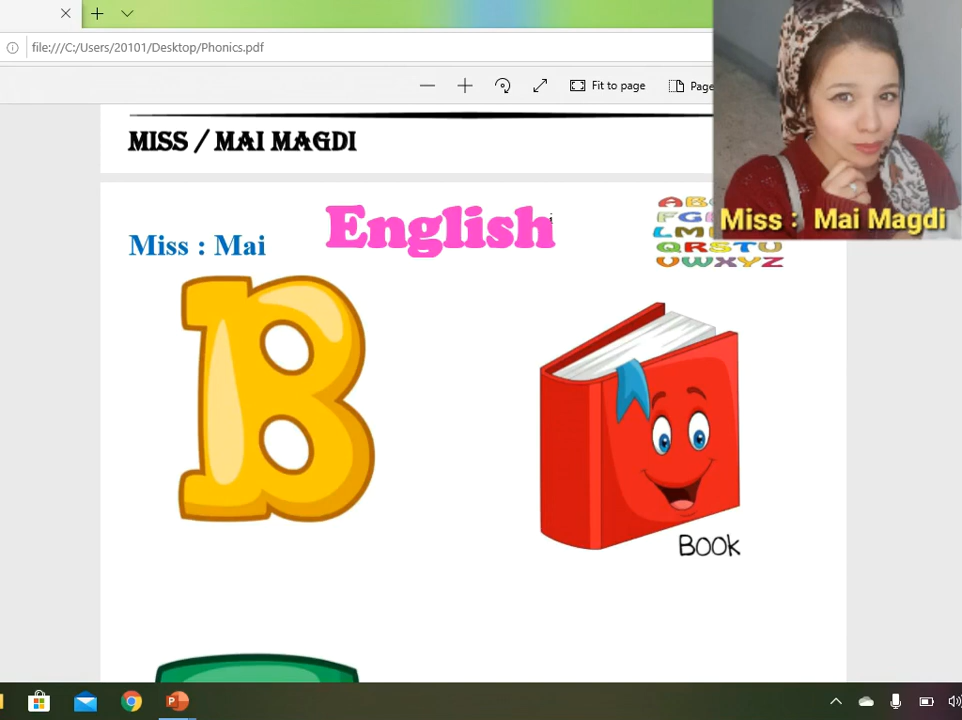 file:///C:/Users/20101/Desktop/Phonics.pdf
Fit to page
Page
MISS / MAI MAGDI
Miss : Mai Magdi
English
Miss : Mai
B
BOOK